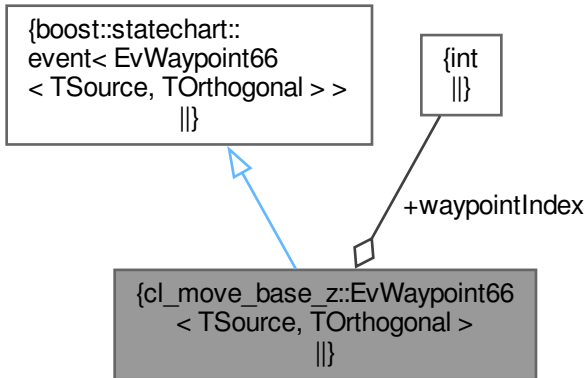 {boost::statechart::
event< EvWaypoint66
< TSource, TOrthogonal > >
||}
{int
||}
+waypointIndex
{cl_move_base_z::EvWaypoint66
< TSource, TOrthogonal >
||}